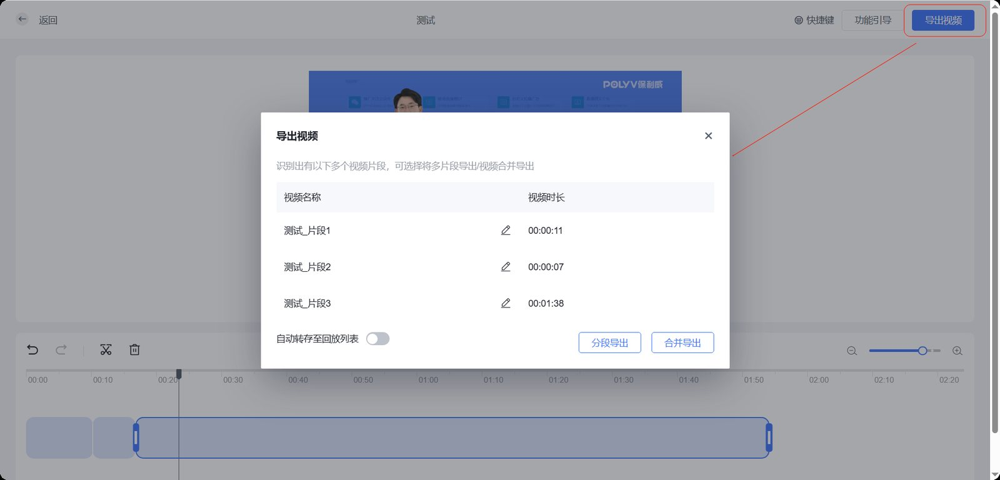 返回
测试
快捷键
功能引导
导出视频
POLYV保利威
导出视频
识别出有以下多个视频片段，可选择将多片段导出/视频合并导出
视频名称 视频时长
测试_片段1 00:00:11
测试_片段2 00:00:07
测试_片段3 00:01:38
自动转存至回放列表
分段导出
合并导出
00:00 00:10 00:20 00:30 00:40 00:50 01:00 01:10 01:20 01:30 01:40 01:50 02:00 02:10 02:20